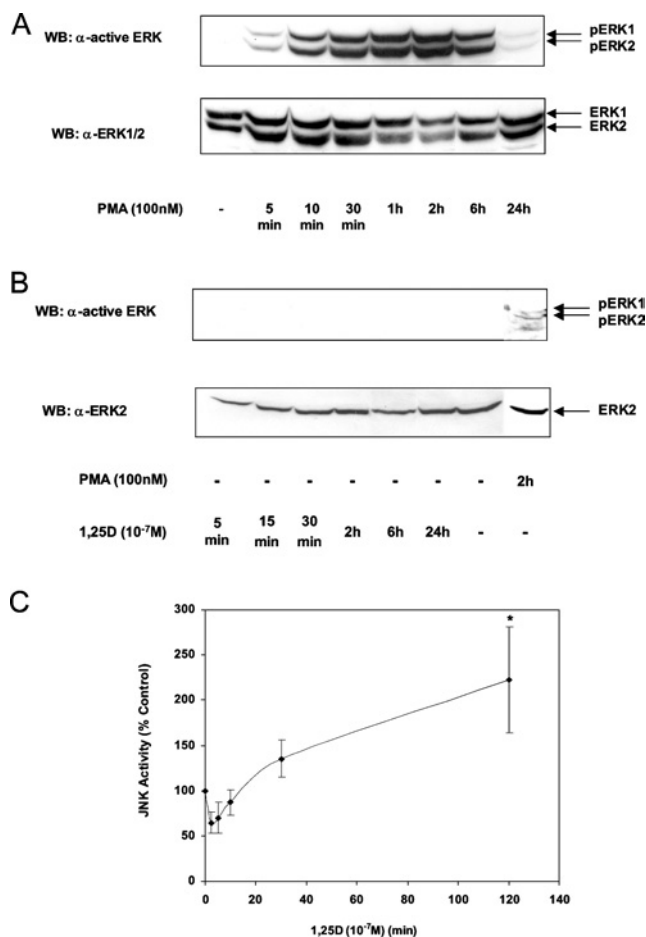 A
WB: α-active ERK
pERK1
pERK2
WB: α-ERK1/2
ERK1
ERK2
PMA (100nM) - 5 min 10 min 30 min 1h 2h 6h 24h
B
WB: α-active ERK
pERK1
pERK2
WB: α-ERK2
ERK2
PMA (100nM) - - - - - - - 2h
1,25D (10⁻⁷M) 5 min 15 min 30 min 2h 6h 24h - -
C
300
250
200
150
100
50
0
JNK Activity (% Control)
*
0 20 40 60 80 100 120 140
1,25D (10⁻⁷M) (min)